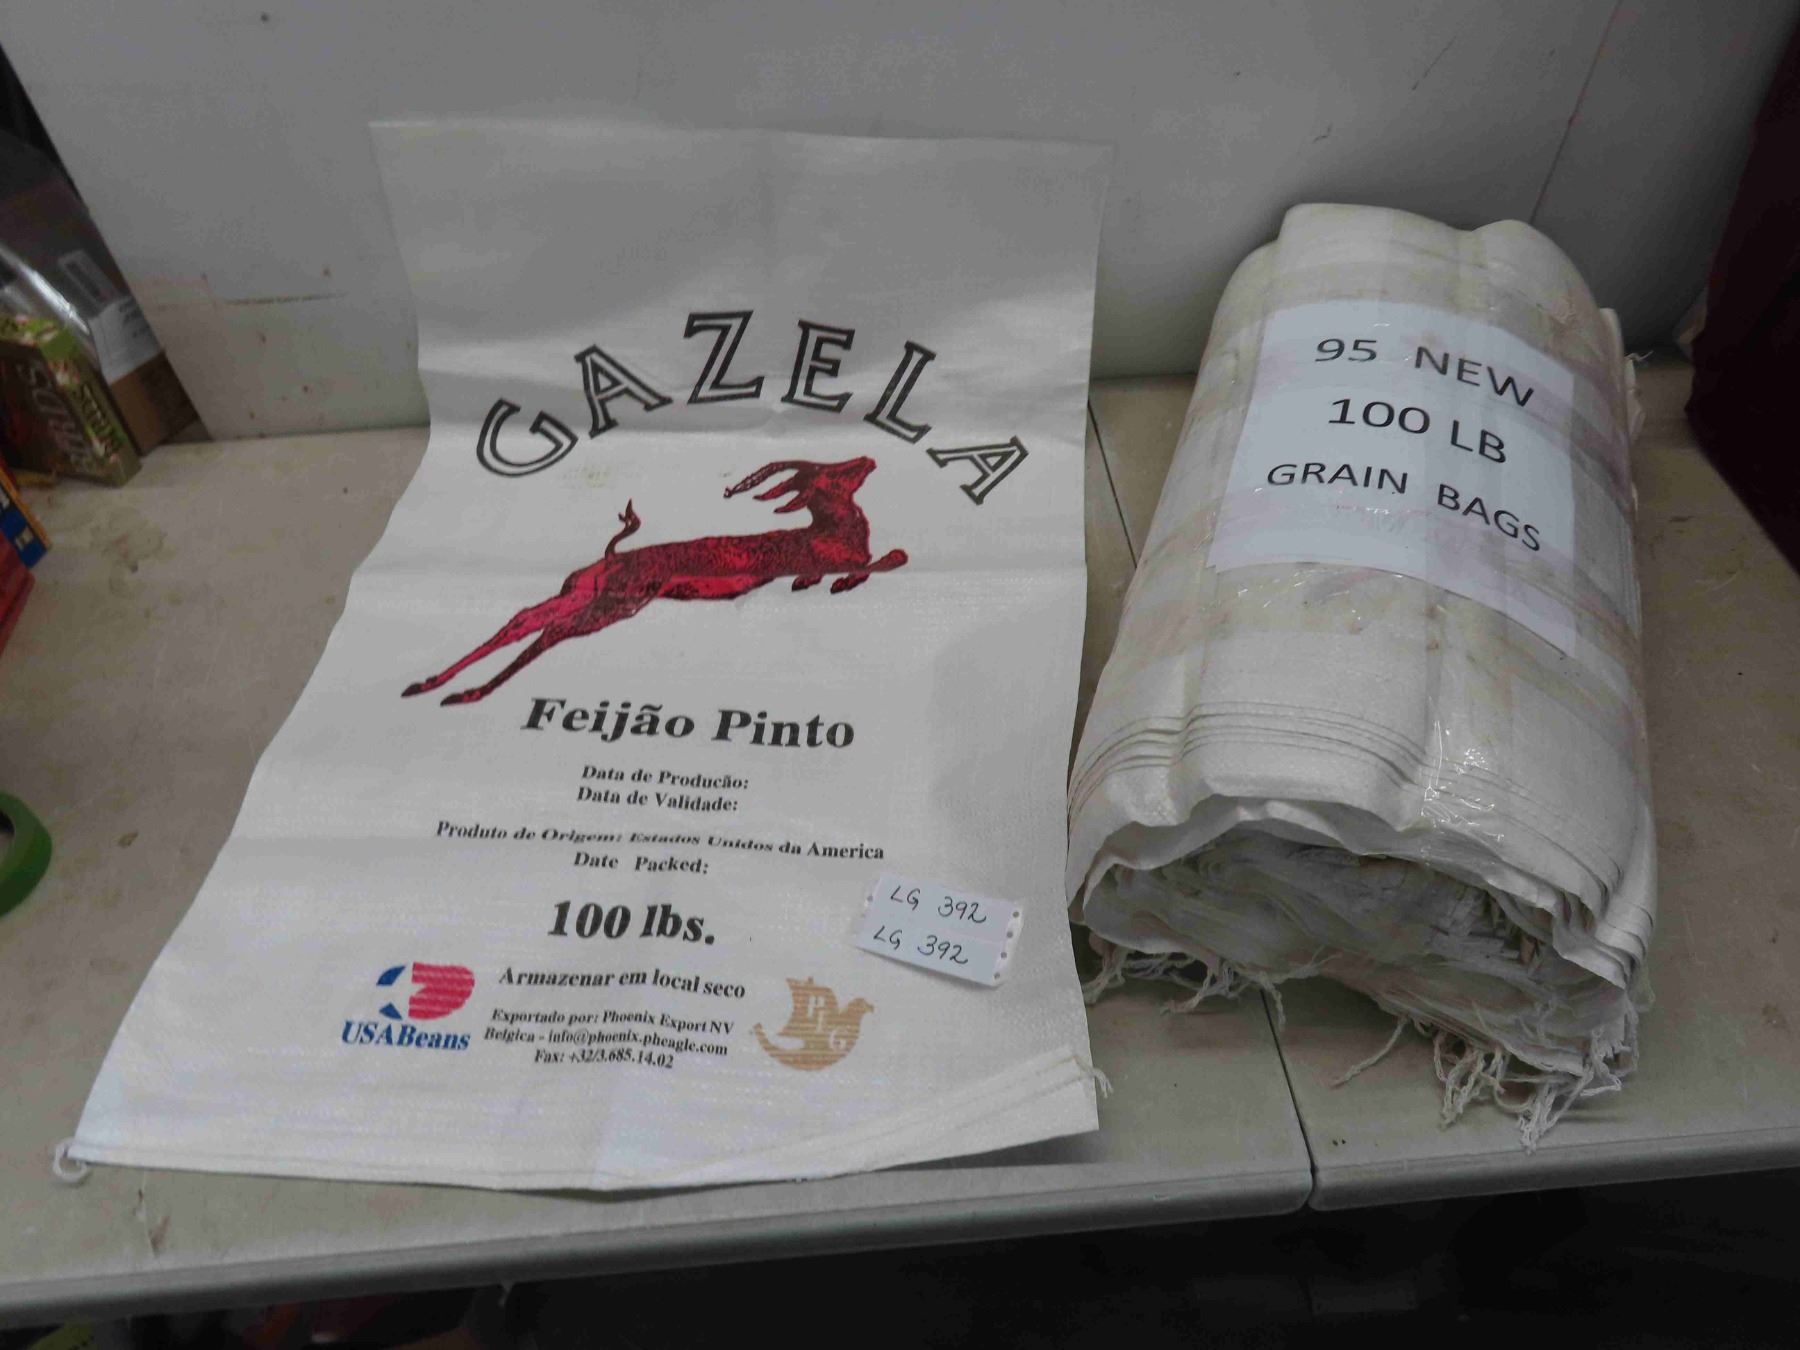 GAZELA
Feijão Pinto
Data de Producão:
Data de Validade:
Produto de Origem: Estados Unidos da America
Date Packed:
100 lbs.
LG 392
LG 392
Armazenar em local seco
USABeans
Exportado por: Phoenix Export NV
Belgica - info@phoenix.pheagle.com
Fax: +32/3.685.14.02
95 NEW
100 LB
GRAIN BAGS